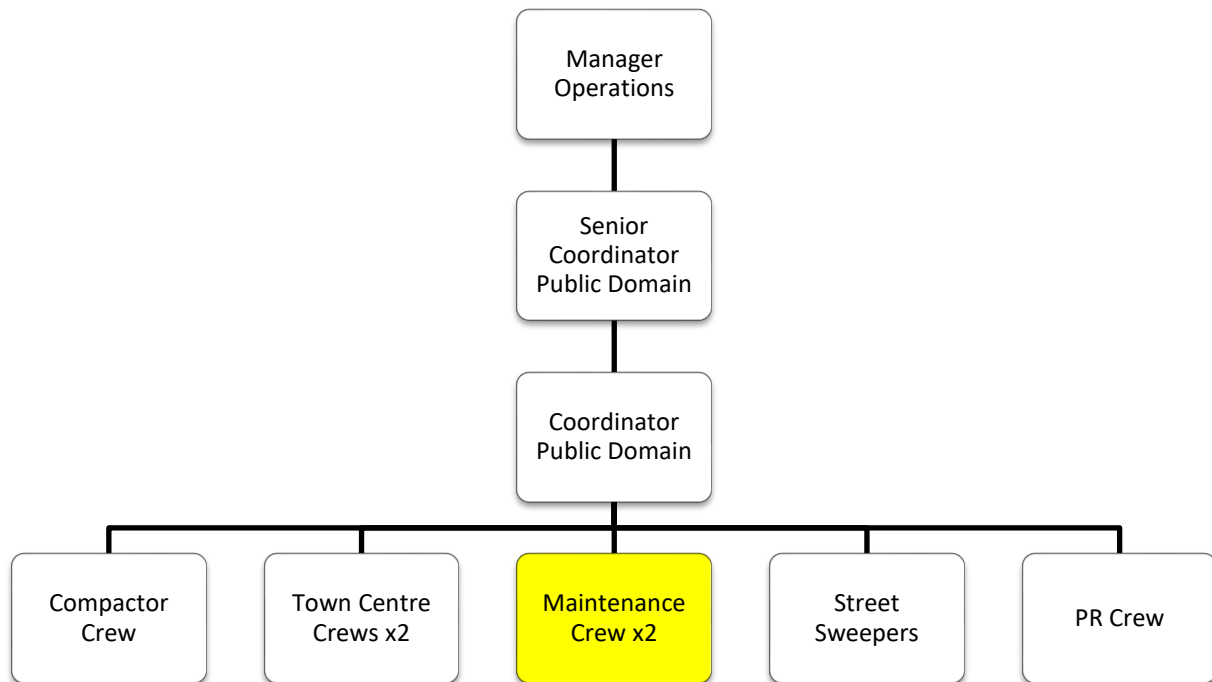 Manager
Operations
Senior
Coordinator
Public Domain
Coordinator
Public Domain
Compactor
Crew
Town Centre
Crews x2
Maintenance
Crew x2
Street
Sweepers
PR Crew